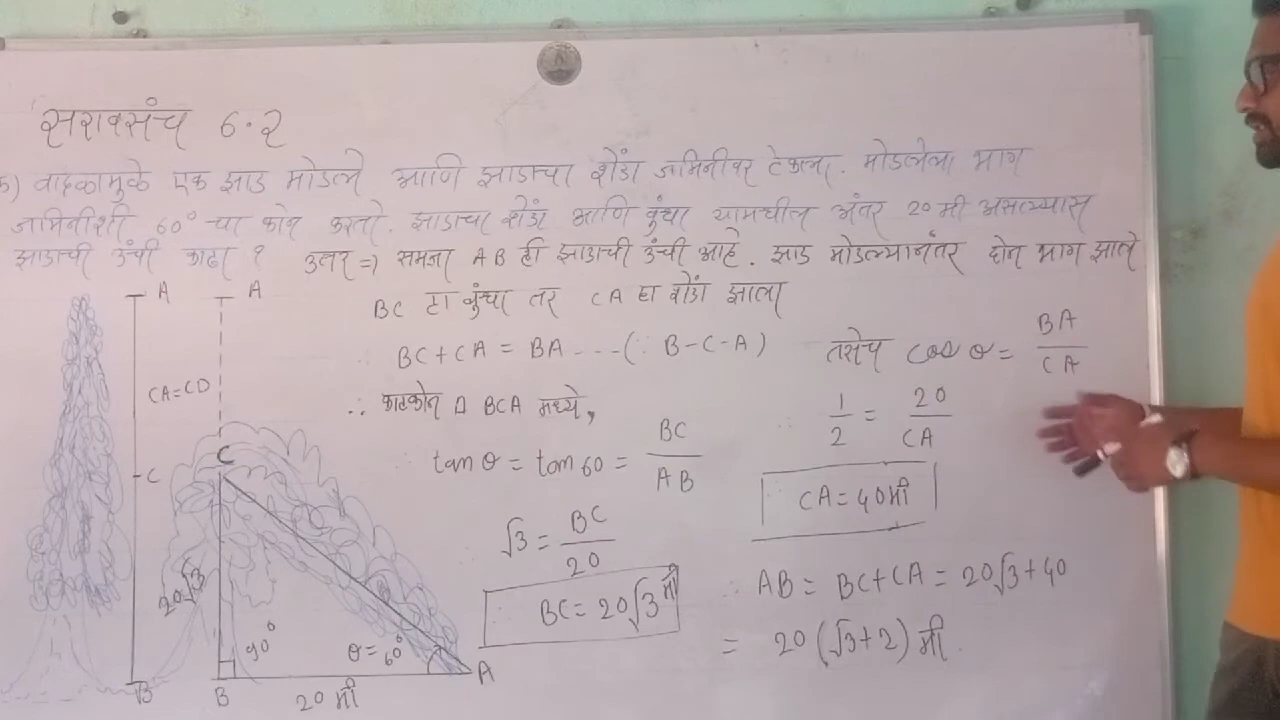 सरावसंच 6.2
क) वादळामुळे एक झाड मोडले आणि झाडाचा शेंडा जमिनीवर टेकला. मोडलेला भाग
जमिनीशी 60° चा कोन करतो. झाडाचा शेंडा आणि बुंधा यामधील अंतर 20 मी असल्यास
झाडाची उंची काढा ? उत्तर => समजा AB ही झाडाची उंची आहे. झाड मोडल्यानंतर दोन भाग झाले
BC हा बुंधा तर CA हा शेंडा झाला
BC + CA = BA ---(∵ B-C-A)
∴ काटकोन Δ BCA मध्ये,
∴ tan θ = tan 60 = BC / AB
√3 = BC / 20
BC = 20√3 मी
तसेच cos θ = BA / CA
∴ 1/2 = 20 / CA
CA = 40 मी
∴ AB = BC + CA = 20√3 + 40
= 20 (√3 + 2) मी.
A
A
CA = CD
C
C
20√3
90°
θ = 60°
B
B
20 मी
A